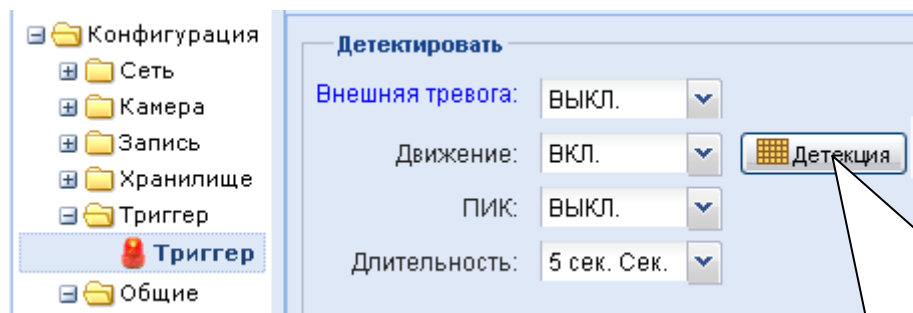 Конфигурация
Сеть
Камера
Запись
Хранилище
Триггер
Триггер
Общие
Детектировать
Внешняя тревога: ВЫКЛ.
Движение: ВКЛ. Детекция
ПИК: ВЫКЛ.
Длительность: 5 сек. Сек.